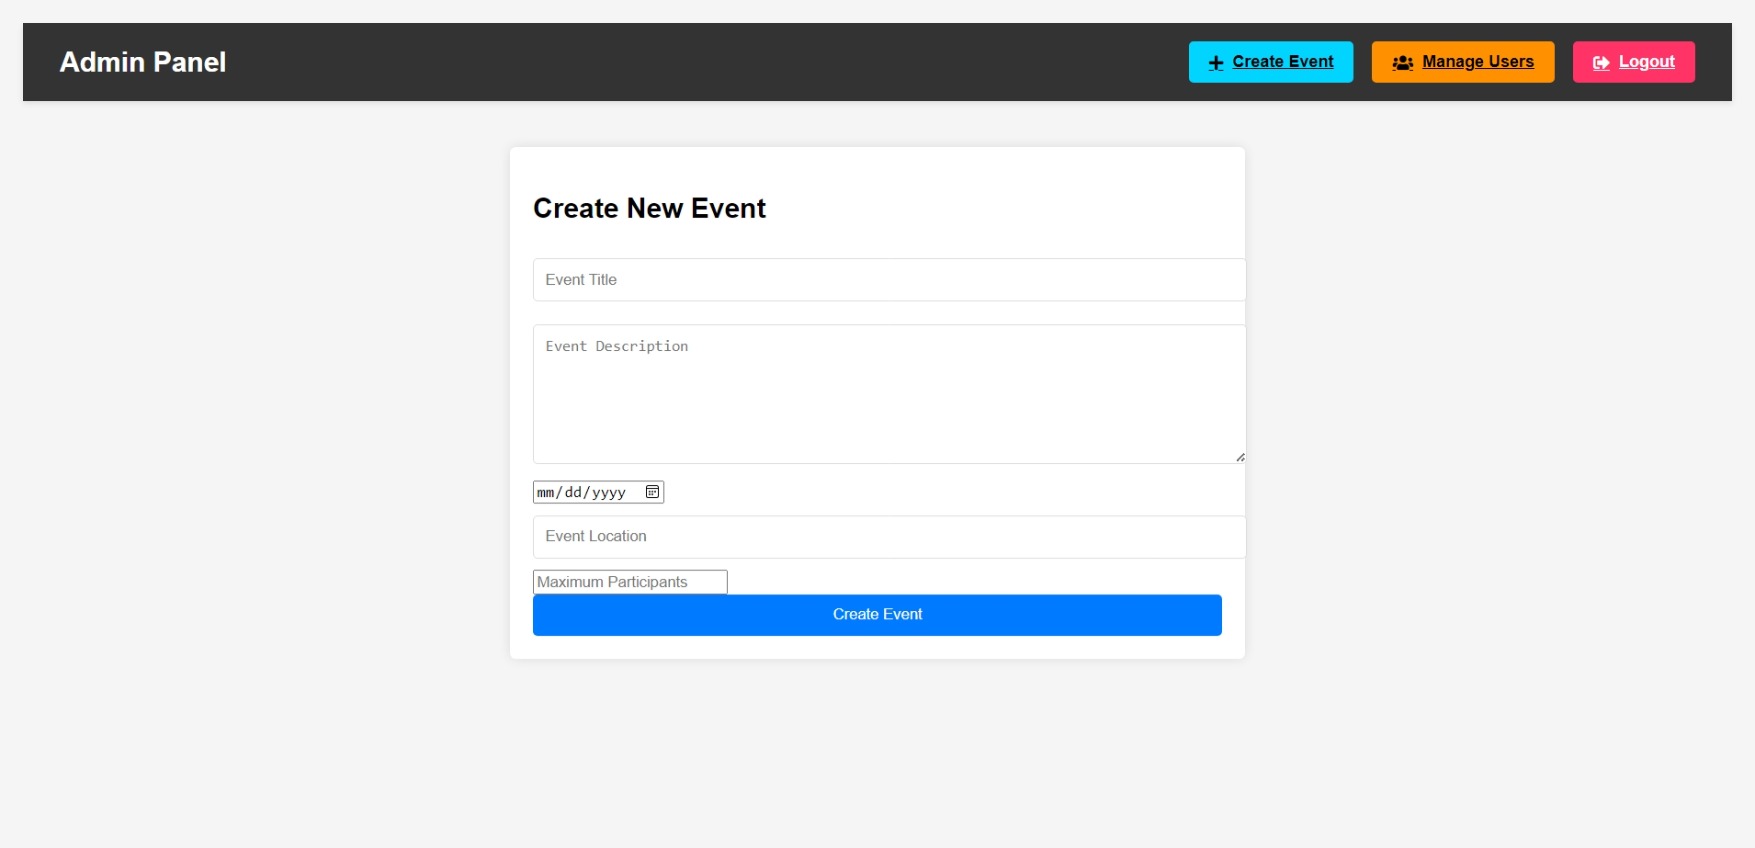 Admin Panel
Create Event
Manage Users
Logout
Create New Event
Event Title
Event Description
mm/dd/yyyy
Event Location
Maximum Participants
Create Event